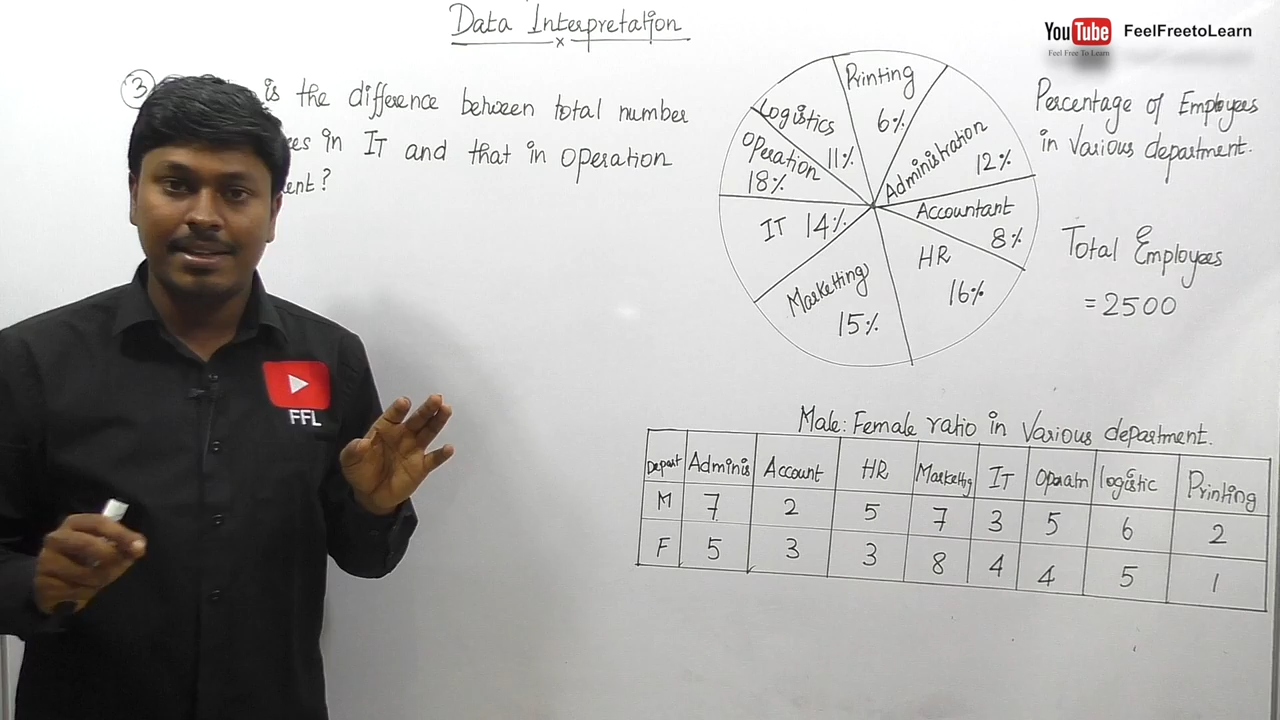 Data Interpretation
x
3 is the difference between total number
in IT and that in operation
?
YouTube FeelFreetoLearn
Feel Free To Learn
Printing
6%
Logistics
11%
Operation
18%
Administration
12%
Accountant
8%
IT 14%
HR
16%
Marketting
15%
Percentage of Employees
in Various department.
Total Employees
= 2500
FFL
Male: Female ratio in Various department.
Depart Adminis Account HR Marketting IT Operatn logistic Printing
M 7 2 5 7 3 5 6 2
F 5 3 3 8 4 4 5 1